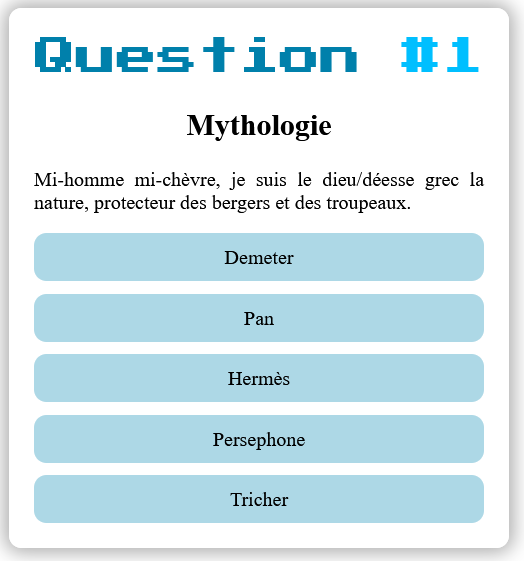 Question #1
Mythologie
Mi-homme mi-chèvre, je suis le dieu/déesse grec la
nature, protecteur des bergers et des troupeaux.
Demeter
Pan
Hermès
Persephone
Tricher